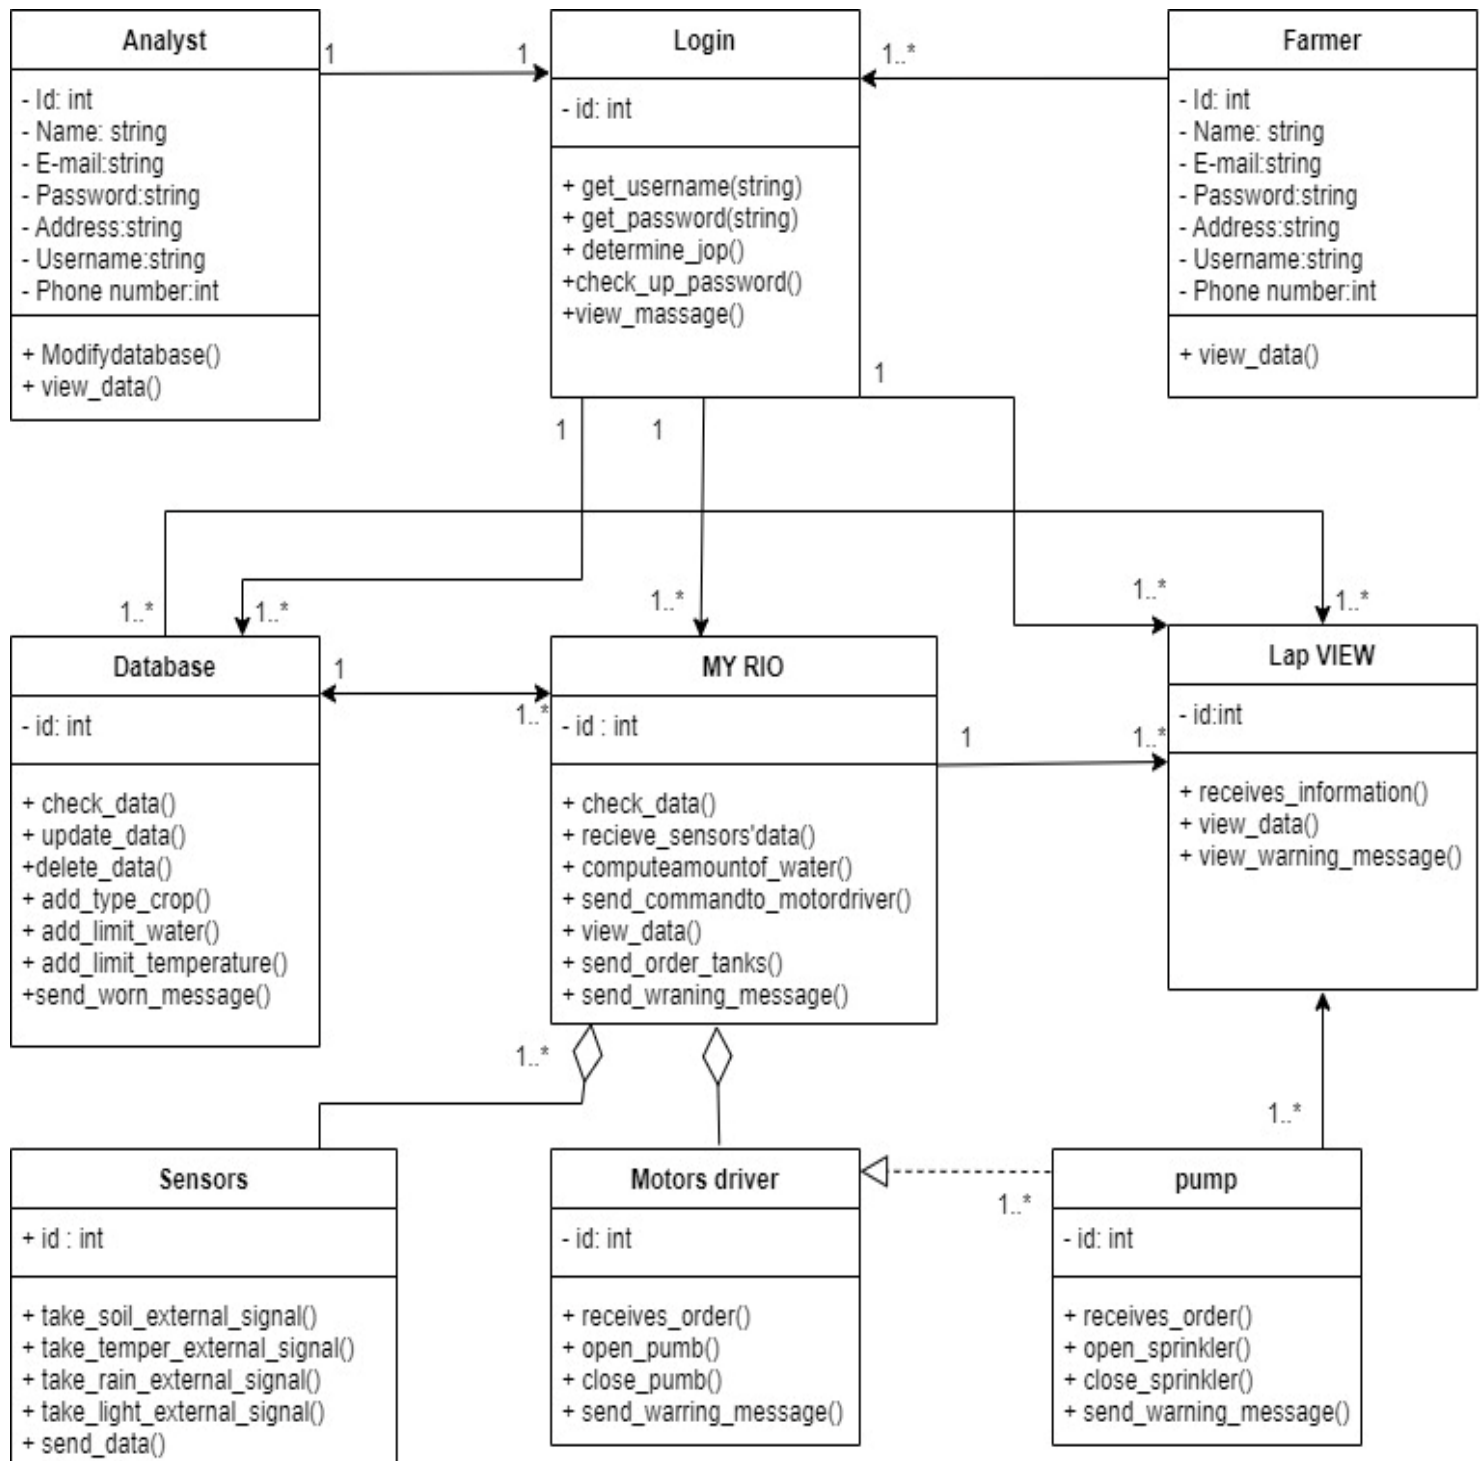 Analyst
- Id: int
- Name: string
- E-mail:string
- Password:string
- Address:string
- Username:string
- Phone number:int
+ Modifydatabase()
+ view_data()
1
1
Login
- id: int
+ get_username(string)
+ get_password(string)
+ determine_jop()
+check_up_password()
+view_massage()
1..*
Farmer
- Id: int
- Name: string
- E-mail:string
- Password:string
- Address:string
- Username:string
- Phone number:int
+ view_data()
1
1
1
1..*
1..*
1..*
1..*
1..*
Database
- id: int
+ check_data()
+ update_data()
+delete_data()
+ add_type_crop()
+ add_limit_water()
+ add_limit_temperature()
+send_worn_message()
1
1..*
MY RIO
- id : int
+ check_data()
+ recieve_sensors'data()
+ computeamountof_water()
+ send_commandto_motordriver()
+ view_data()
+ send_order_tanks()
+ send_wraning_message()
1
1..*
Lap VIEW
- id:int
+ receives_information()
+ view_data()
+ view_warning_message()
1..*
1..*
Sensors
+ id : int
+ take_soil_external_signal()
+ take_temper_external_signal()
+ take_rain_external_signal()
+ take_light_external_signal()
+ send_data()
Motors driver
- id: int
+ receives_order()
+ open_pumb()
+ close_pumb()
+ send_warring_message()
1..*
pump
- id: int
+ receives_order()
+ open_sprinkler()
+ close_sprinkler()
+ send_warning_message()